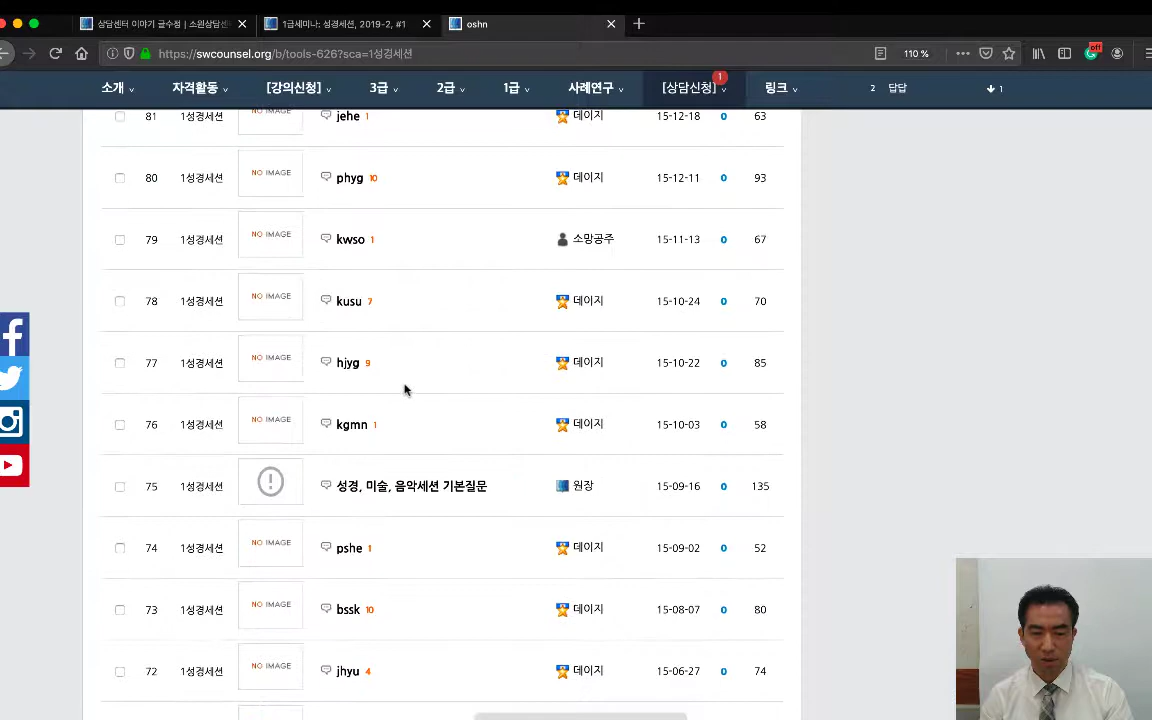 상담센터 이야기 글수정 | 소원상담센
1급세미나: 성경세션, 2019-2, #1
oshn
https://swcounsel.org/b/tools-626?sca=1성경세션
110 %
off
소개
자격활동
[강의신청]
3급
2급
1급
사례연구
[상담신청]
1
링크
2 답답
1
81 1성경세션 NO IMAGE jehe 1 데이지 15-12-18 0 63
80 1성경세션 NO IMAGE phyg 10 데이지 15-12-11 0 93
79 1성경세션 NO IMAGE kwso 1 소망공주 15-11-13 0 67
78 1성경세션 NO IMAGE kusu 7 데이지 15-10-24 0 70
77 1성경세션 NO IMAGE hjyg 9 데이지 15-10-22 0 85
76 1성경세션 NO IMAGE kgmn 1 데이지 15-10-03 0 58
75 1성경세션 성경, 미술, 음악세션 기본질문 원장 15-09-16 0 135
74 1성경세션 NO IMAGE pshe 1 데이지 15-09-02 0 52
73 1성경세션 NO IMAGE bssk 10 데이지 15-08-07 0 80
72 1성경세션 NO IMAGE jhyu 4 데이지 15-06-27 0 74